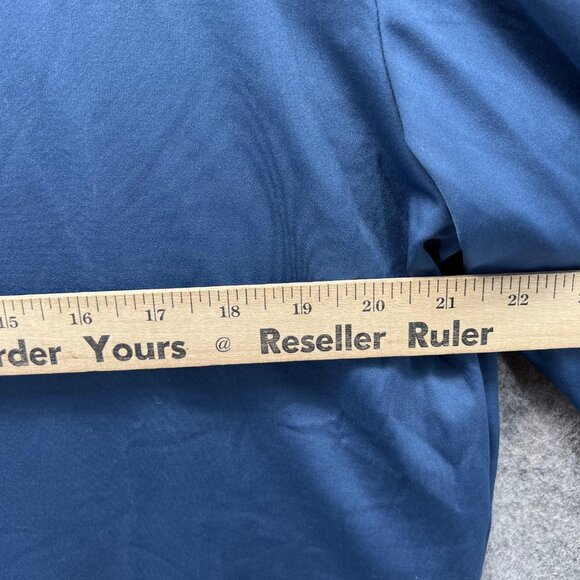 15 16 17 18 19 20 21 22
rder Yours @ Reseller Ruler